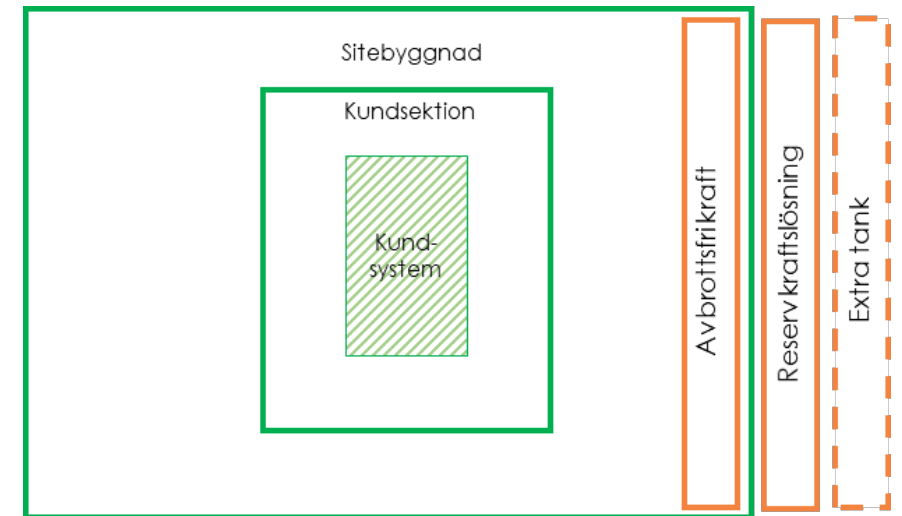 Sitebyggnad
Kundsektion
Kund-
system
Avbrottsfrikraft
Reservkraftslösning
Extra tank